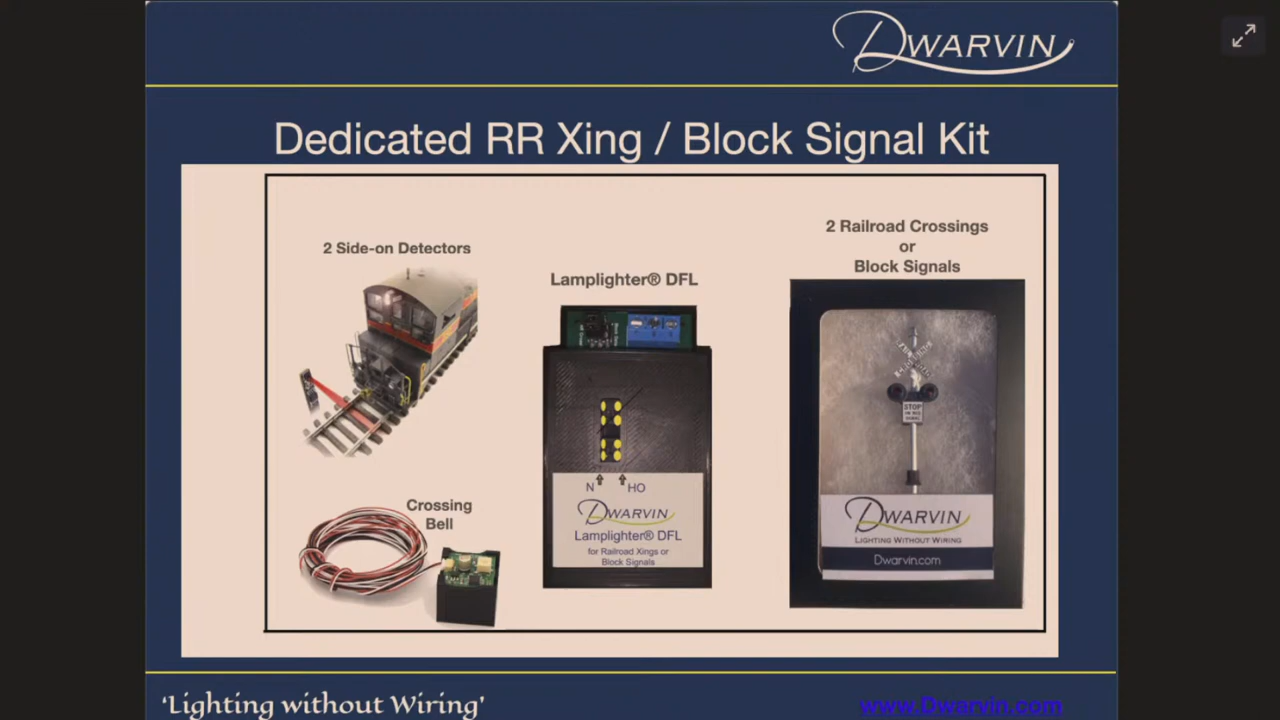 DWARVIN
Dedicated RR Xing / Block Signal Kit
2 Side-on Detectors
Lamplighter® DFL
2 Railroad Crossings
or
Block Signals
STOP
Crossing
Bell
N
HO
DWARVIN
Lamplighter® DFL
for Railroad Xings or
Block Signals
DWARVIN
LIGHTING WITHOUT WIRING
Dwarvin.com
'Lighting without Wiring'
www.Dwarvin.com